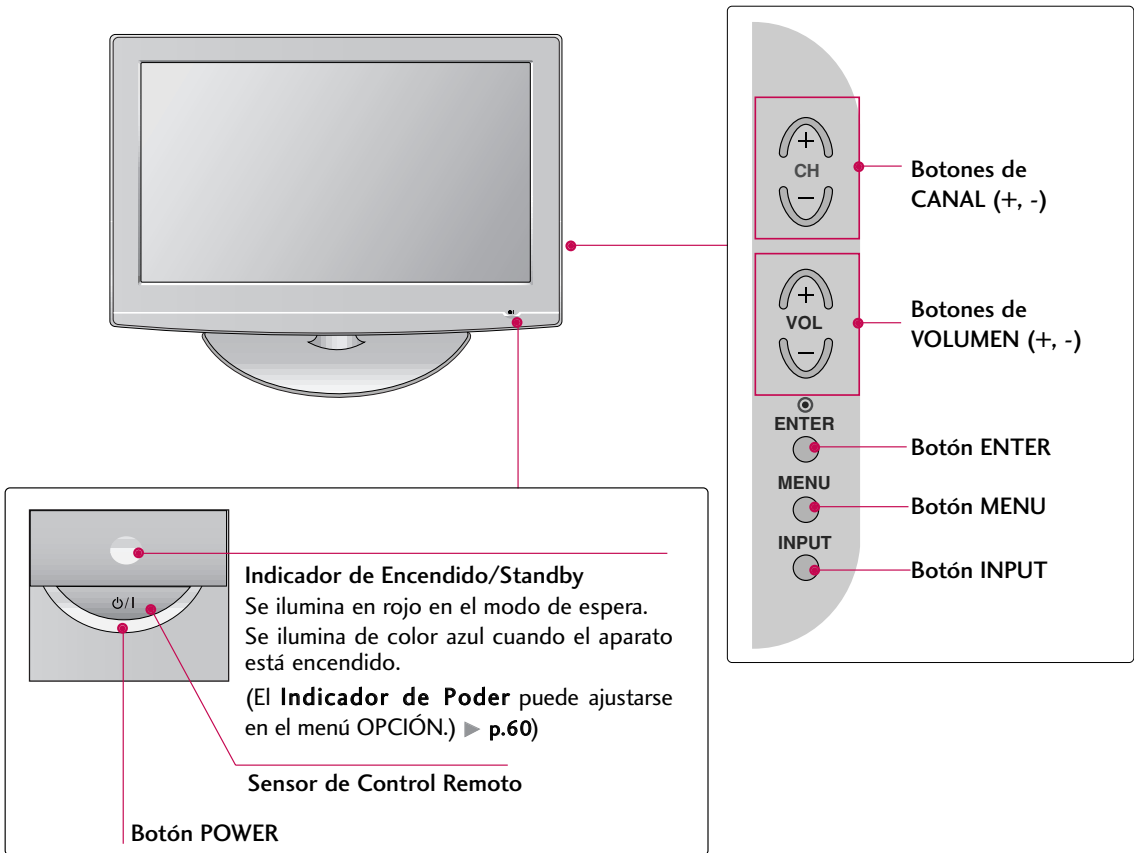 CH
VOL
ENTER
MENU
INPUT
Botones de
CANAL (+, -)
Botones de
VOLUMEN (+, -)
Botón ENTER
Botón MENU
Botón INPUT
⏻/I
Indicador de Encendido/Standby
Se ilumina en rojo en el modo de espera.
Se ilumina de color azul cuando el aparato
está encendido.
(El Indicador de Poder puede ajustarse
en el menú OPCIÓN.) ▶ p.60)
Sensor de Control Remoto
Botón POWER